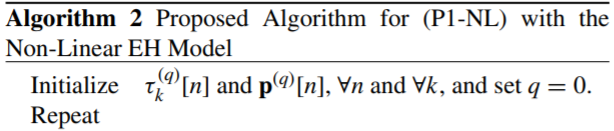 Algorithm 2 Proposed Algorithm for (P1-NL) with the
Non-Linear EH Model
Initialize τ_k^{(q)}[n] and p^{(q)}[n], ∀n and ∀k, and set q = 0.
Repeat